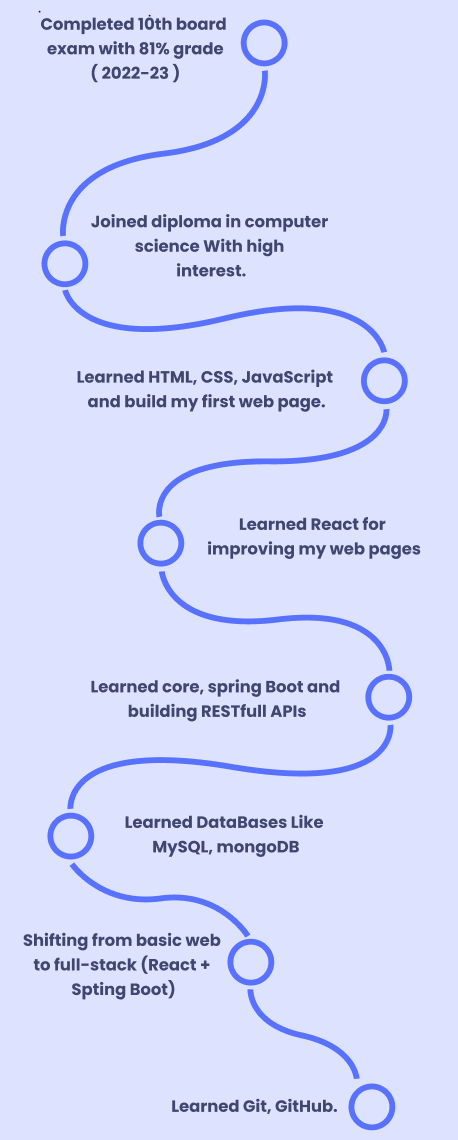 Completed 10th board
exam with 81% grade
( 2022-23 )
Joined diploma in computer
science With high
interest.
Learned HTML, CSS, JavaScript
and build my first web page.
Learned React for
improving my web pages
Learned core, spring Boot and
building RESTfull APIs
Learned DataBases Like
MySQL, mongoDB
Shifting from basic web
to full-stack (React +
Spting Boot)
Learned Git, GitHub.